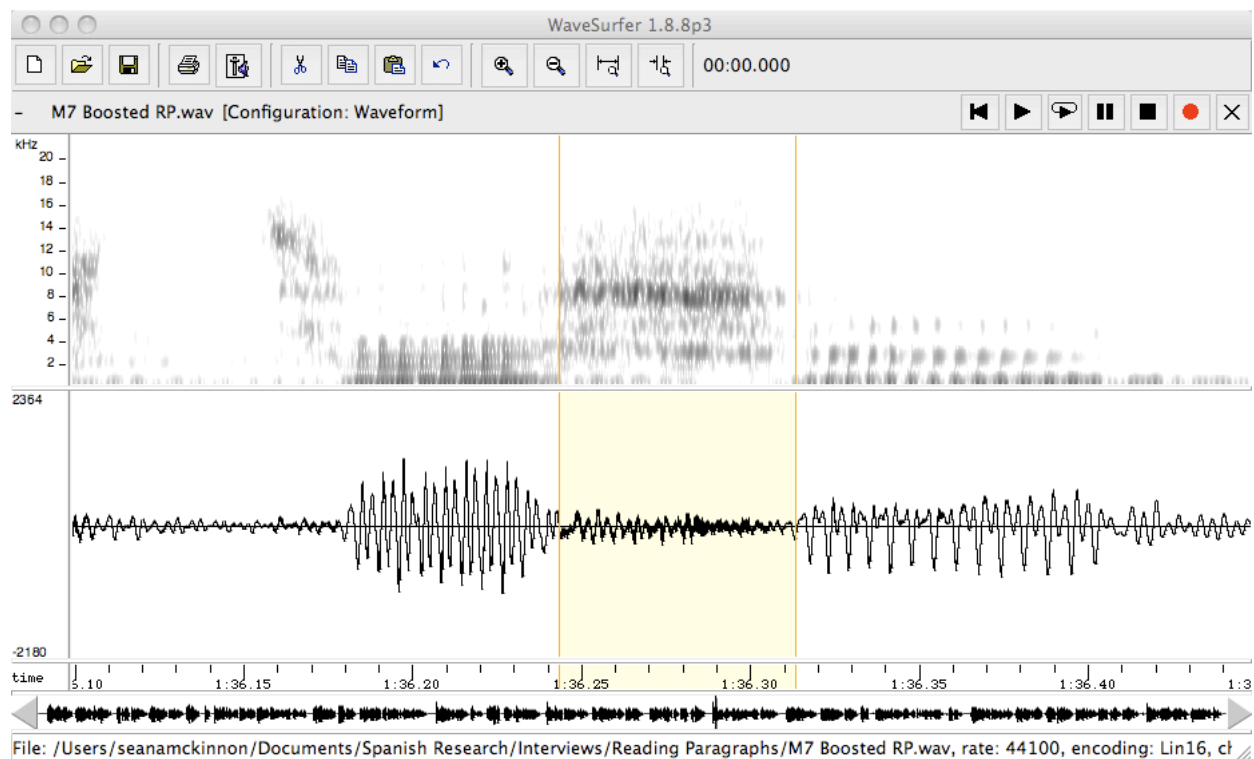 WaveSurfer 1.8.8p3
00:00.000
- M7 Boosted RP.wav [Configuration: Waveform]
kHz
20
18
16
14
12
10
8
6
4
2
2364
-2180
time 5.10 1:36.15 1:36.20 1:36.25 1:36.30 1:36.35 1:36.40 1:3
File: /Users/seanamckinnon/Documents/Spanish Research/Interviews/Reading Paragraphs/M7 Boosted RP.wav, rate: 44100, encoding: Lin16, ch